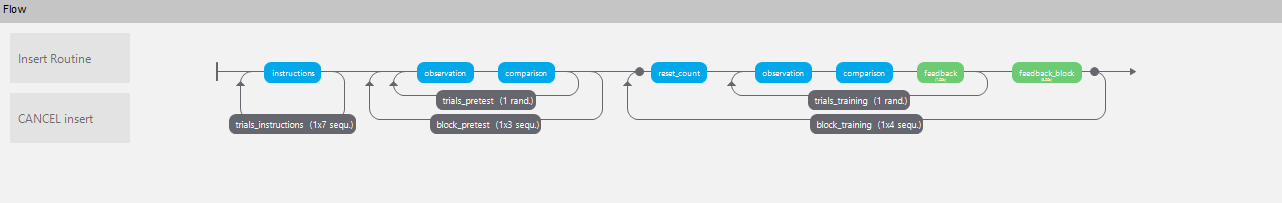 Flow
Insert Routine
CANCEL insert
instructions
observation
comparison
reset_count
observation
comparison
feedback
feedback_block
trials_pretest (1 rand.)
trials_training (1 rand.)
trials_instructions (1x7 sequ.)
block_pretest (1x3 sequ.)
block_training (1x4 sequ.)